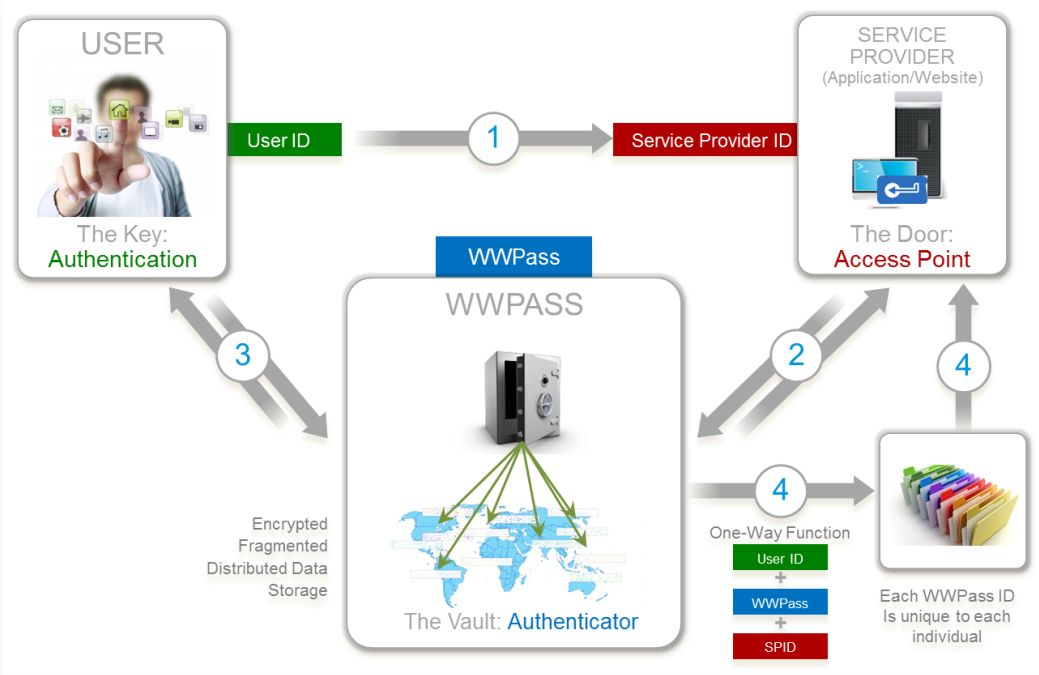 USER
User ID
The Key:
Authentication
1
SERVICE
PROVIDER
(Application/Website)
Service Provider ID
>_
The Door:
Access Point
WWPass
WWPASS
3
2
4
Encrypted
Fragmented
Distributed Data
Storage
The Vault: Authenticator
4
One-Way Function
User ID
+
WWPass
+
SPID
Each WWPass ID
Is unique to each
individual